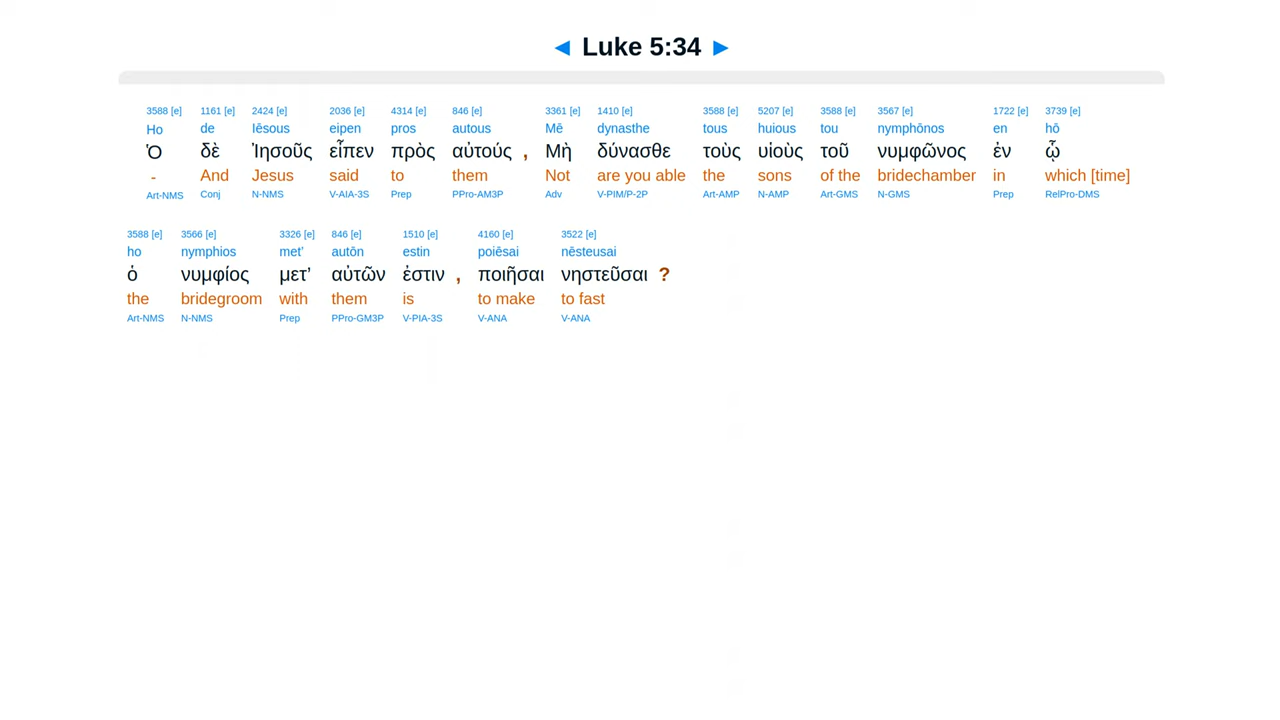 ◄ Luke 5:34 ►
3588 [e] 1161 [e] 2424 [e] 2036 [e] 4314 [e] 846 [e] 3361 [e] 1410 [e] 3588 [e] 5207 [e] 3588 [e] 3567 [e] 1722 [e] 3739 [e]
Ho de Iēsous eipen pros autous Mē dynasthe tous huious tou nymphōnos en hō
Ὁ δὲ Ἰησοῦς εἶπεν πρὸς αὐτούς , Μὴ δύνασθε τοὺς υἱοὺς τοῦ νυμφῶνος ἐν ᾧ
- And Jesus said to them Not are you able the sons of the bridechamber in which [time]
Art-NMS Conj N-NMS V-AIA-3S Prep PPro-AM3P Adv V-PIM/P-2P Art-AMP N-AMP Art-GMS N-GMS Prep RelPro-DMS
3588 [e] 3566 [e] 3326 [e] 846 [e] 1510 [e] 4160 [e] 3522 [e]
ho nymphios met’ autōn estin poiēsai nēsteusai
ὁ νυμφίος μετ’ αὐτῶν ἐστιν , ποιῆσαι νηστεῦσαι ?
the bridegroom with them is to make to fast
Art-NMS N-NMS Prep PPro-GM3P V-PIA-3S V-ANA V-ANA